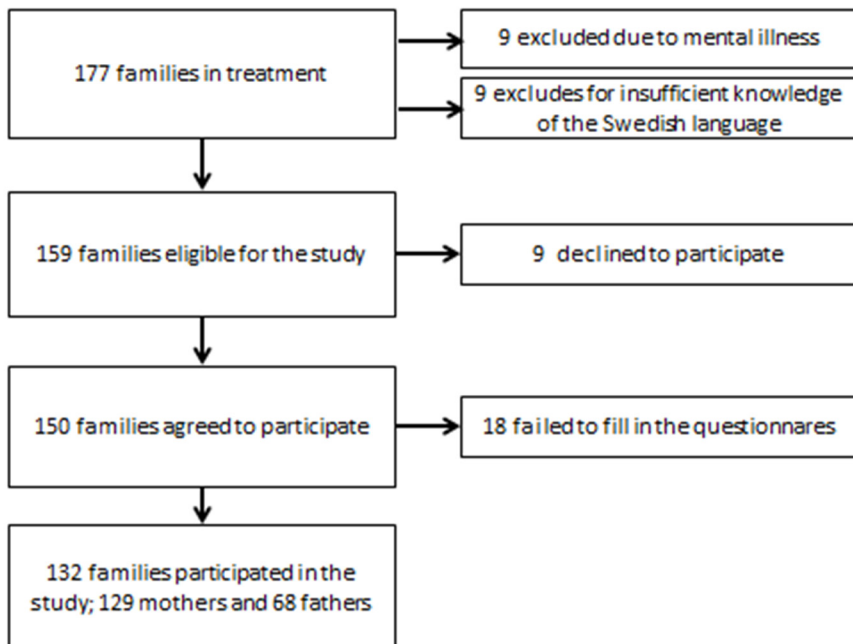 177 families in treatment
9 excluded due to mental illness
9 excludes for insufficient knowledge
of the Swedish language
159 families eligible for the study
9 declined to participate
150 families agreed to participate
18 failed to fill in the questionnares
132 families participated in the
study; 129 mothers and 68 fathers